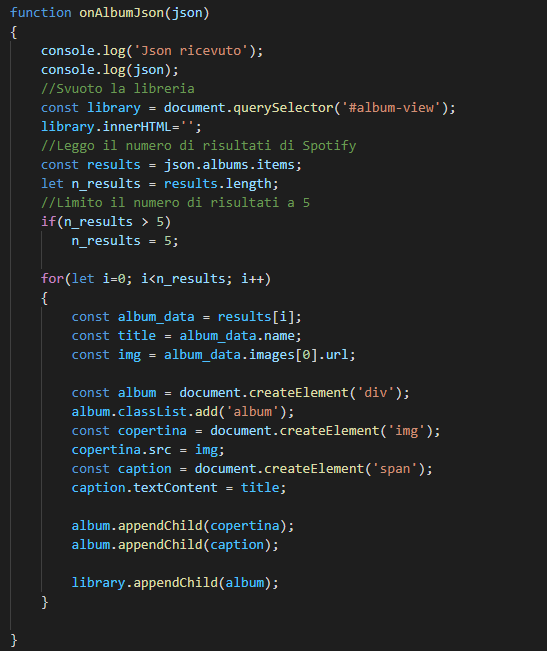 function onAlbumJson(json)
{
    console.log('Json ricevuto');
    console.log(json);
    //Svuoto la libreria
    const library = document.querySelector('#album-view');
    library.innerHTML='';
    //Leggo il numero di risultati di Spotify
    const results = json.albums.items;
    let n_results = results.length;
    //Limito il numero di risultati a 5
    if(n_results > 5)
        n_results = 5;

    for(let i=0; i<n_results; i++)
    {
        const album_data = results[i];
        const title = album_data.name;
        const img = album_data.images[0].url;

        const album = document.createElement('div');
        album.classList.add('album');
        const copertina = document.createElement('img');
        copertina.src = img;
        const caption = document.createElement('span');
        caption.textContent = title;

        album.appendChild(copertina);
        album.appendChild(caption);

        library.appendChild(album);
    }

}